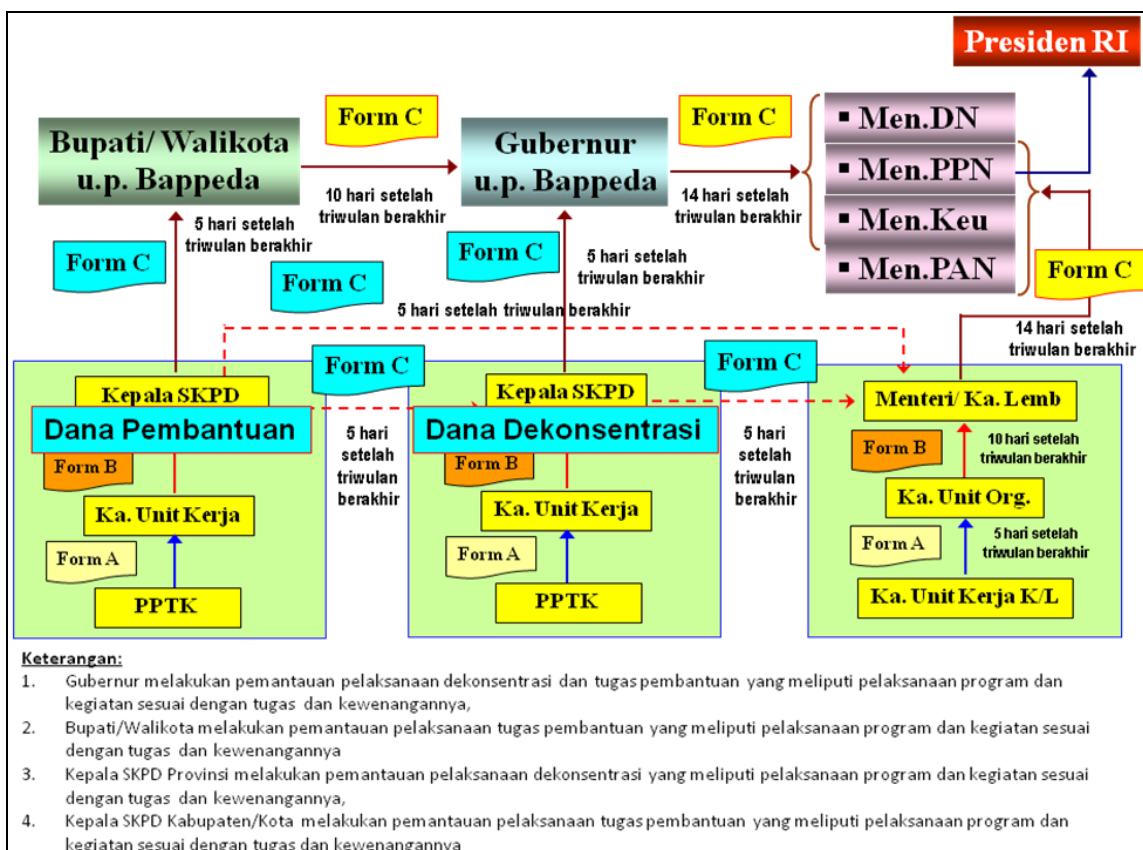 Presiden RI
Form C
Form C
Bupati/ Walikota
u.p. Bappeda
Gubernur
u.p. Bappeda
▪ Men.DN
▪ Men.PPN
▪ Men.Keu
▪ Men.PAN
10 hari setelah
triwulan berakhir
14 hari setelah
triwulan berakhir
5 hari setelah
triwulan berakhir
Form C
Form C
Form C
5 hari setelah
triwulan berakhir
Form C
5 hari setelah triwulan berakhir
14 hari setelah
triwulan berakhir
Form C
Form C
Kepala SKPD
Dana Pembantuan
Form B
Ka. Unit Kerja
Form A
PPTK
5 hari
setelah
triwulan
berakhir
Kepala SKPD
Dana Dekonsentrasi
Form B
Ka. Unit Kerja
Form A
PPTK
5 hari
setelah
triwulan
berakhir
Menteri/ Ka. Lemb
Form B
10 hari setelah
triwulan berakhir
Ka. Unit Org.
Form A
5 hari setelah
triwulan berakhir
Ka. Unit Kerja K/L
Keterangan:
1. Gubernur melakukan pemantauan pelaksanaan dekonsentrasi dan tugas pembantuan yang meliputi pelaksanaan program dan
kegiatan sesuai dengan tugas dan kewenangannya,
2. Bupati/Walikota melakukan pemantauan pelaksanaan tugas pembantuan yang meliputi pelaksanaan program dan kegiatan sesuai
dengan tugas dan kewenangannya
3. Kepala SKPD Provinsi melakukan pemantauan pelaksanaan dekonsentrasi yang meliputi pelaksanaan program dan kegiatan sesuai
dengan tugas dan kewenangannya,
4. Kepala SKPD Kabupaten/Kota melakukan pemantauan pelaksanaan tugas pembantuan yang meliputi pelaksanaan program dan
kegiatan sesuai dengan tugas dan kewenangannya